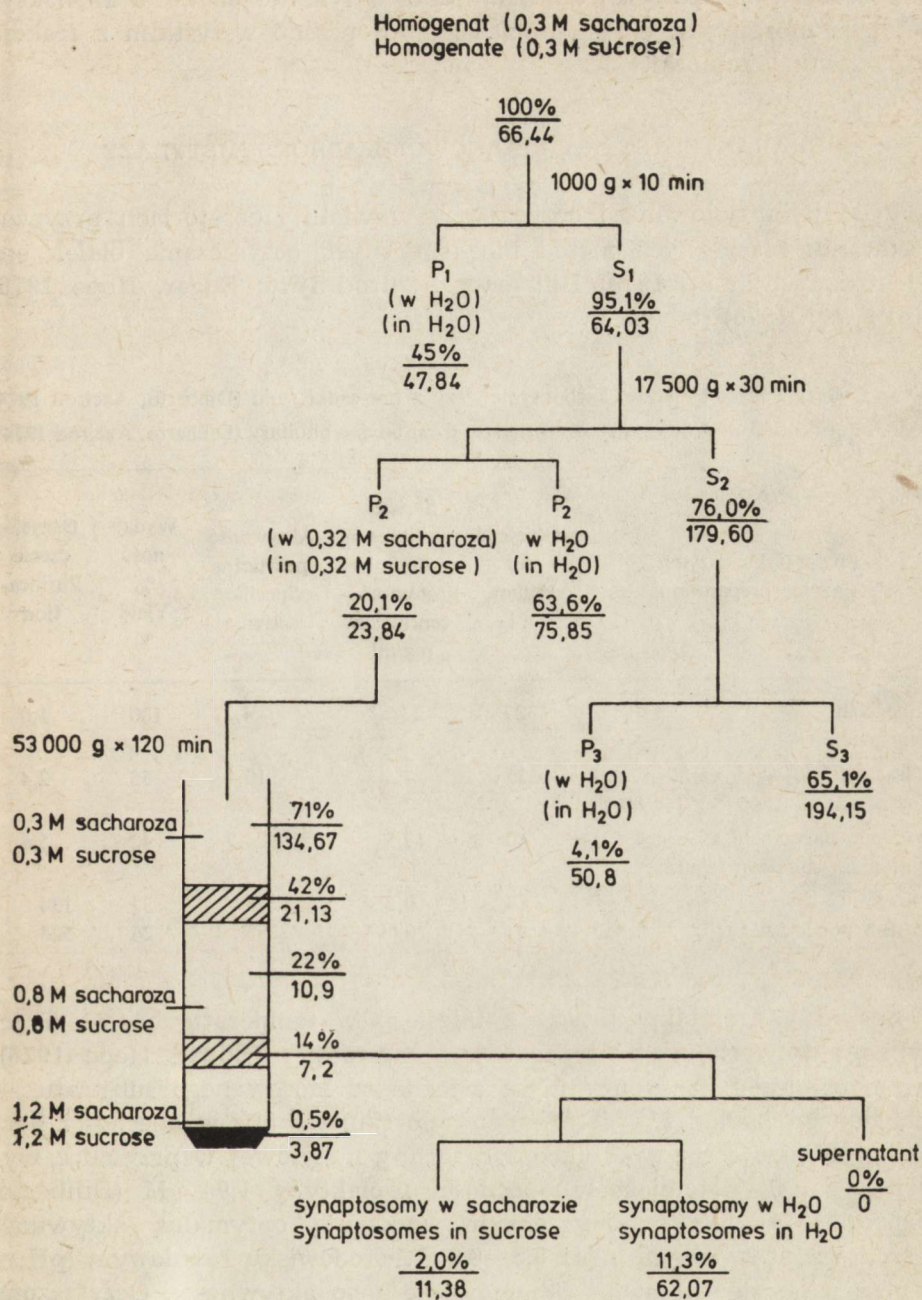 Homogenat (0,3 M sacharoza)
Homogenate (0,3 M sucrose)
100%
66,44
1000 g × 10 min
P₁
(w H₂O)
(in H₂O)
45%
47,84
S₁
95,1%
64,03
17 500 g × 30 min
P₂
(w 0,32 M sacharoza)
(in 0,32 M sucrose)
20,1%
23,84
P₂
w H₂O
(in H₂O)
63,6%
75,85
S₂
76,0%
179,60
P₃
(w H₂O)
(in H₂O)
4,1%
50,8
S₃
65,1%
194,15
53 000 g × 120 min
0,3 M sacharoza
0,3 M sucrose
71%
134,67
42%
21,13
22%
10,9
0,8 M sacharoza
0,8 M sucrose
14%
7,2
1,2 M sacharoza
1,2 M sucrose
0,5%
3,87
synaptosomy w sacharozie
synaptosomes in sucrose
2,0%
11,38
synaptosomy w H₂O
synaptosomes in H₂O
11,3%
62,07
supernatant
0%
0